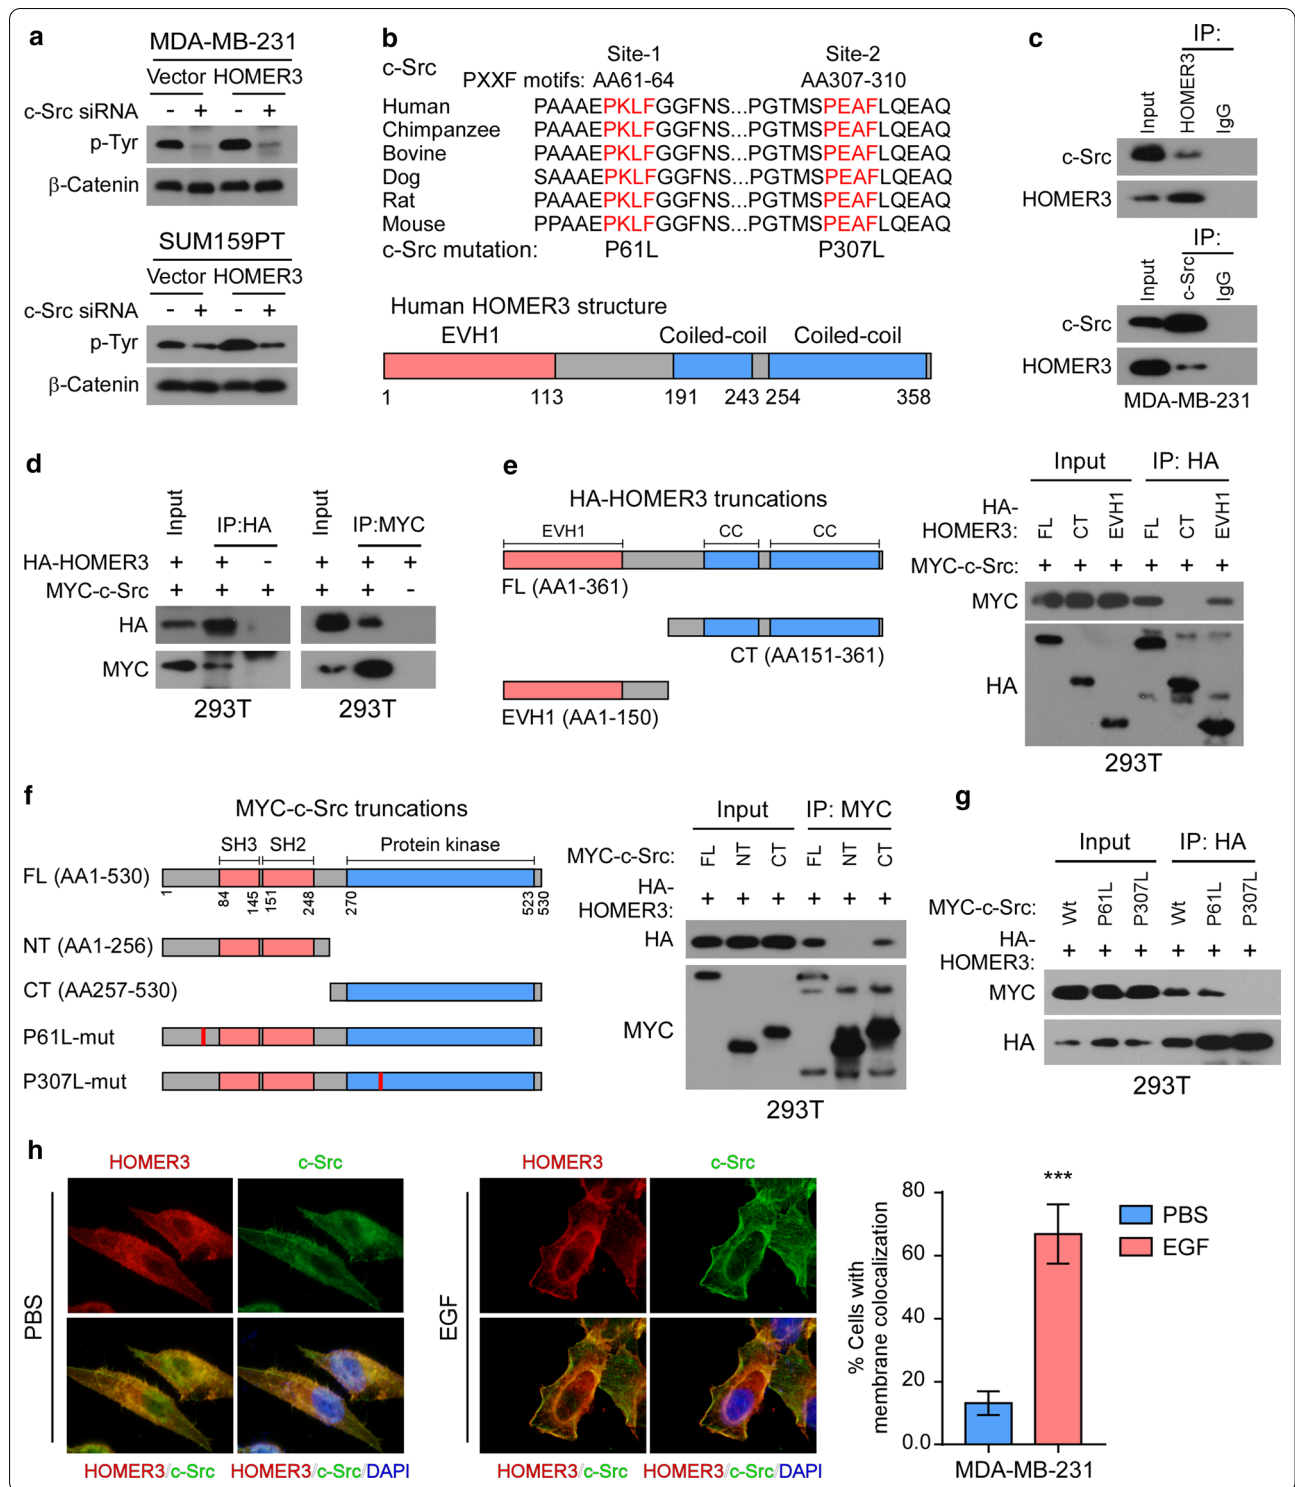 a
MDA-MB-231
Vector HOMER3
c-Src siRNA - + - +
p-Tyr
β-Catenin
SUM159PT
Vector HOMER3
c-Src siRNA - + - +
p-Tyr
β-Catenin
b
c-Src
Site-1 Site-2
PXXF motifs: AA61-64 AA307-310
Human PAAAEPKLFGGFNS...PGTMSPEAFLQEAQ
Chimpanzee PAAAEPKLFGGFNS...PGTMSPEAFLQEAQ
Bovine PAAAEPKLFGGFNS...PGTMSPEAFLQEAQ
Dog SAAAEPKLFGGFNS...PGTMSPEAFLQEAQ
Rat PAAAEPKLFGGFNS...PGTMSPEAFLQEAQ
Mouse PPAAEPKLFGGFNS...PGTMSPEAFLQEAQ
c-Src mutation: P61L P307L
Human HOMER3 structure
EVH1 Coiled-coil Coiled-coil
1 113 191 243 254 358
c
IP:
Input HOMER3 IgG
c-Src
HOMER3
IP:
Input c-Src IgG
c-Src
HOMER3
MDA-MB-231
d
Input IP:HA Input IP:MYC
HA-HOMER3 + + - + + +
MYC-c-Src + + + + + -
HA
MYC
293T 293T
e
HA-HOMER3 truncations
EVH1 CC CC
FL (AA1-361)
CT (AA151-361)
EVH1 (AA1-150)
Input IP: HA
HA-HOMER3: FL CT EVH1 FL CT EVH1
MYC-c-Src: + + + + + +
MYC
HA
293T
f
MYC-c-Src truncations
SH3 SH2 Protein kinase
FL (AA1-530)
1 84 145 151 248 270 523 530
NT (AA1-256)
CT (AA257-530)
P61L-mut
P307L-mut
Input IP: MYC
MYC-c-Src: FL NT CT FL NT CT
HA-HOMER3: + + + + + +
HA
MYC
293T
g
Input IP: HA
MYC-c-Src: Wt P61L P307L Wt P61L P307L
HA-HOMER3: + + + + + +
MYC
HA
293T
h
HOMER3 c-Src
PBS
HOMER3/c-Src HOMER3/c-Src/DAPI
HOMER3 c-Src
EGF
HOMER3/c-Src HOMER3/c-Src/DAPI
% Cells with membrane colocalization
80
60
40
20
0.0
***
PBS
EGF
MDA-MB-231